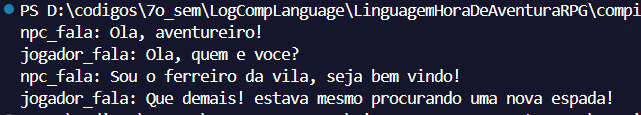 PS D:\codigos\7o_sem\LogCompLanguage\LinguagemHoraDeAventuraRPG\compi
npc_fala: Ola, aventureiro!
jogador_fala: Ola, quem e voce?
npc_fala: Sou o ferreiro da vila, seja bem vindo!
jogador_fala: Que demais! estava mesmo procurando uma nova espada!